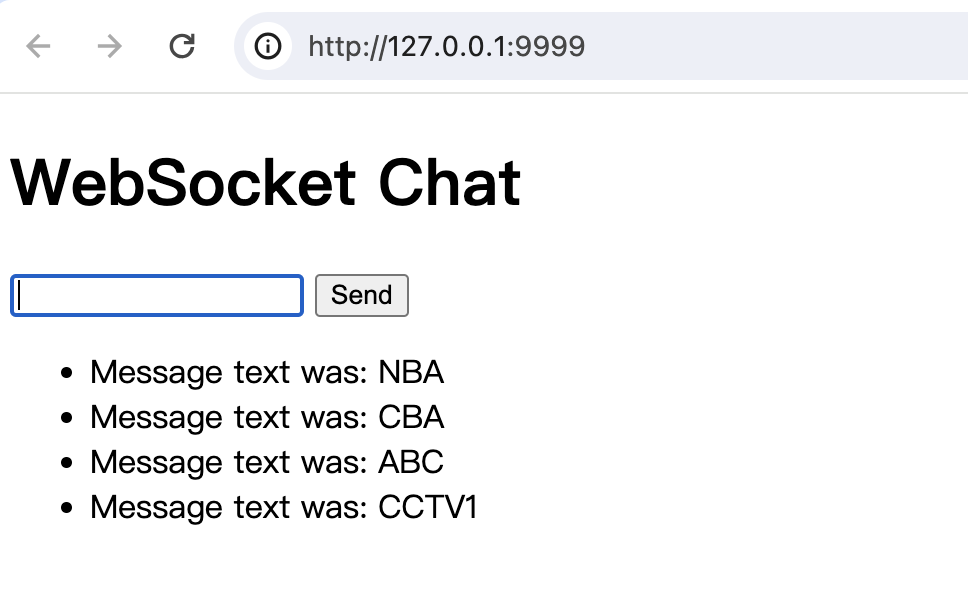 http://127.0.0.1:9999
WebSocket Chat
Send
Message text was: NBA
Message text was: CBA
Message text was: ABC
Message text was: CCTV1